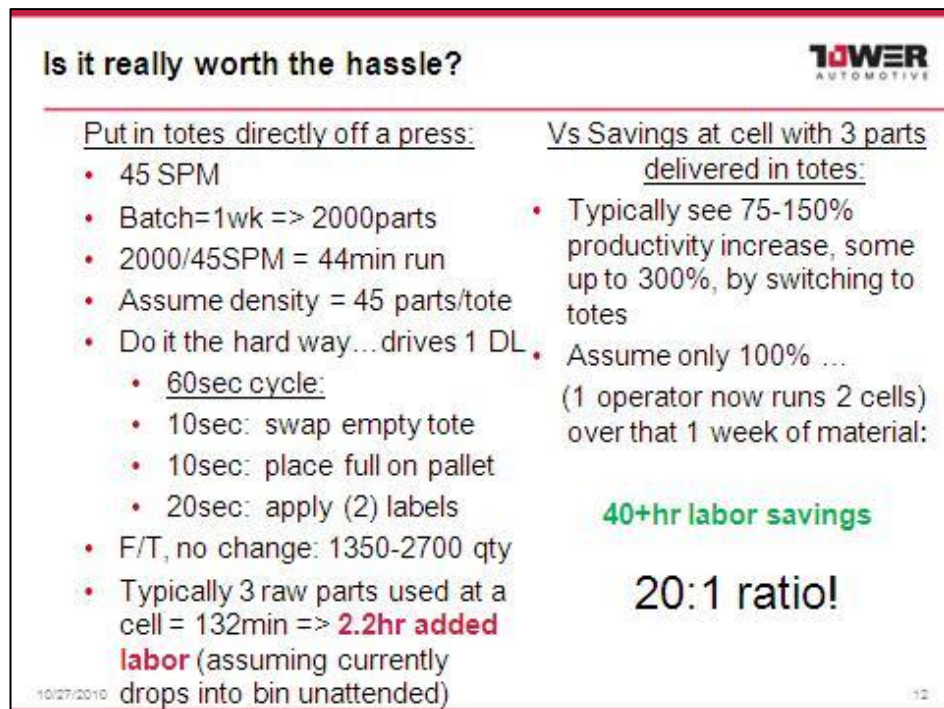 Is it really worth the hassle?
TOWER
AUTOMOTIVE
Put in totes directly off a press:
• 45 SPM
• Batch=1wk => 2000parts
• 2000/45SPM = 44min run
• Assume density = 45 parts/tote
• Do it the hard way…drives 1 DL
• 60sec cycle:
• 10sec: swap empty tote
• 10sec: place full on pallet
• 20sec: apply (2) labels
• F/T, no change: 1350-2700 qty
• Typically 3 raw parts used at a
cell = 132min => 2.2hr added
labor (assuming currently
drops into bin unattended)
Vs Savings at cell with 3 parts
delivered in totes:
• Typically see 75-150%
productivity increase, some
up to 300%, by switching to
totes
• Assume only 100% …
(1 operator now runs 2 cells)
over that 1 week of material:
40+hr labor savings
20:1 ratio!
10/27/2010
12